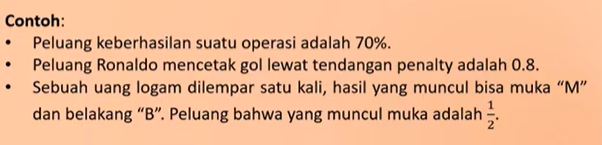 Contoh:
• Peluang keberhasilan suatu operasi adalah 70%.
• Peluang Ronaldo mencetak gol lewat tendangan penalty adalah 0.8.
• Sebuah uang logam dilempar satu kali, hasil yang muncul bisa muka “M”
dan belakang “B”. Peluang bahwa yang muncul muka adalah 1/2.